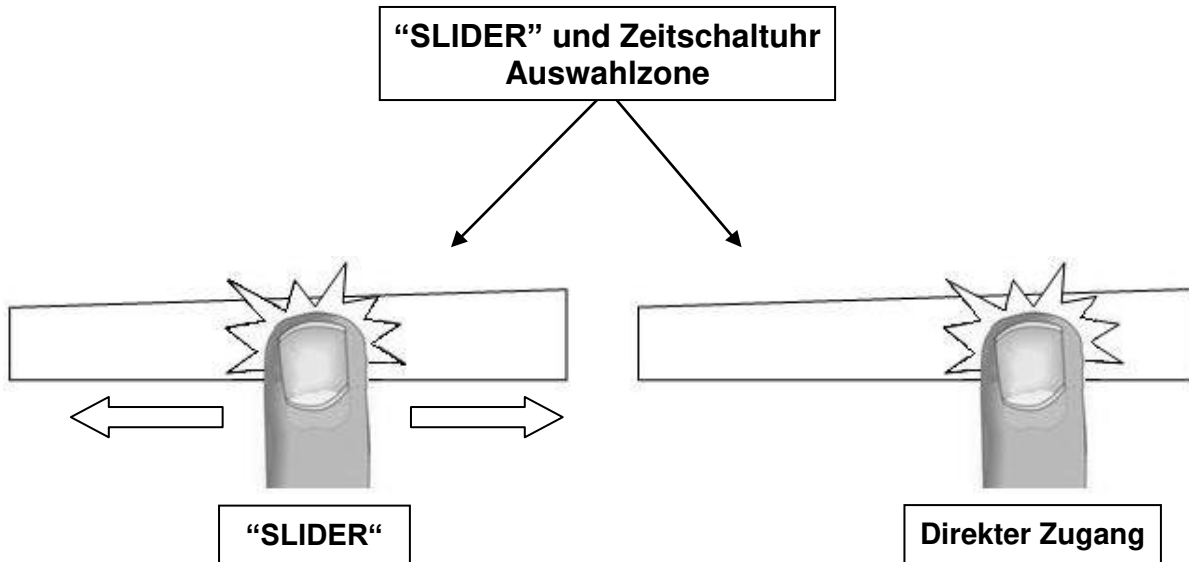 “SLIDER” und Zeitschaltuhr
Auswahlzone
“SLIDER“
Direkter Zugang